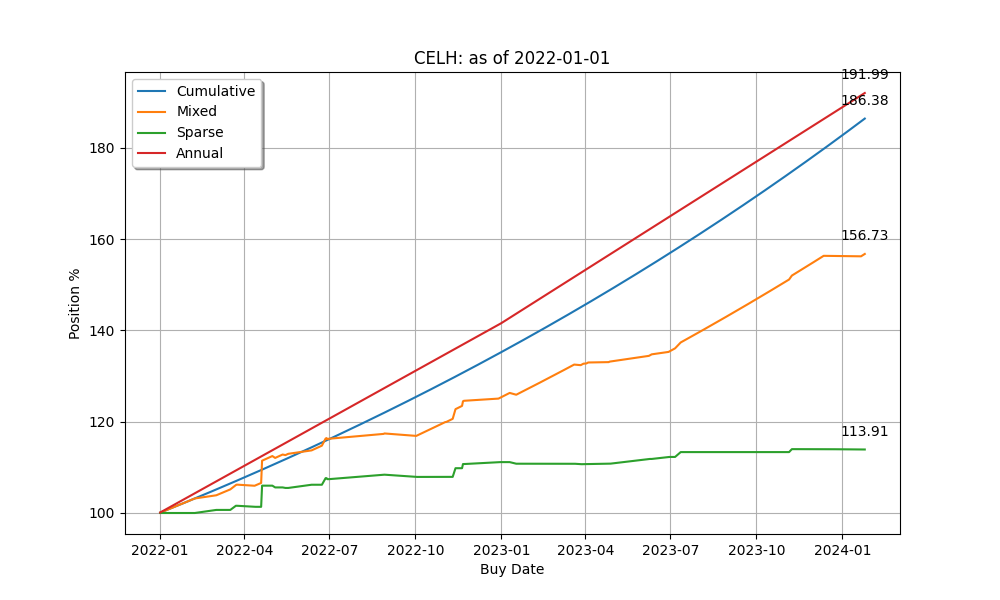 CELH: as of 2022-01-01
Cumulative
Mixed
Sparse
Annual
191.99
186.38
156.73
113.91
180
160
140
120
100
Position %
2022-01 2022-04 2022-07 2022-10 2023-01 2023-04 2023-07 2023-10 2024-01
Buy Date